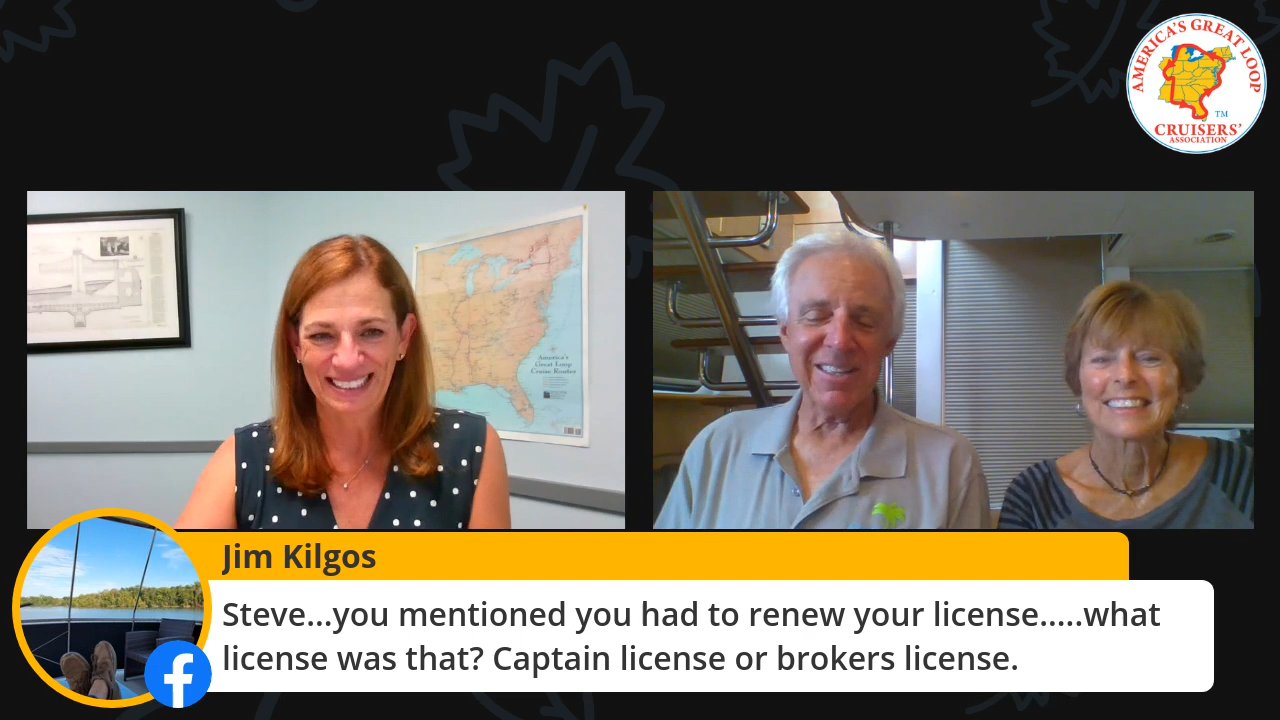 AMERICA'S GREAT LOOP
TM
CRUISERS'
ASSOCIATION
America's
Great Loop
Cruise Routes
Jim Kilgos
Steve...you mentioned you had to renew your license.....what
license was that? Captain license or brokers license.